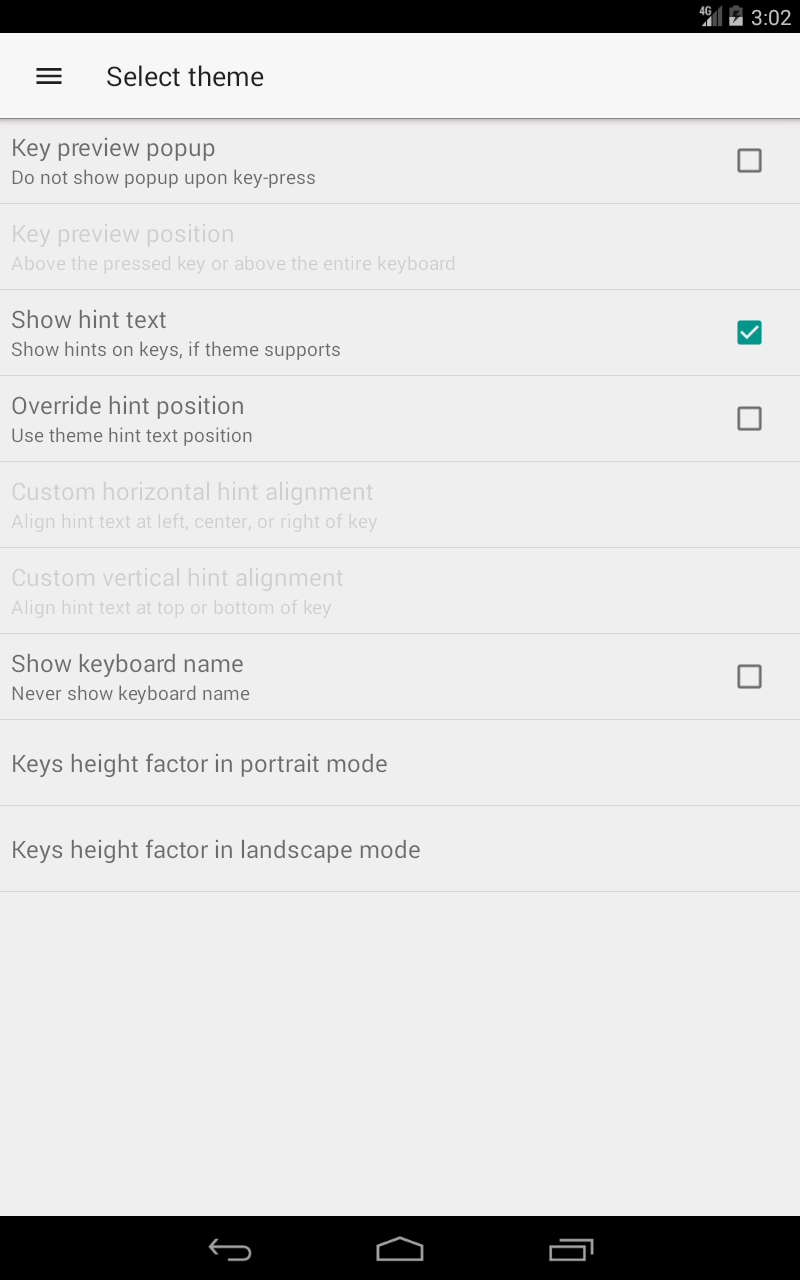 4G 3:02
Select theme
Key preview popup
Do not show popup upon key-press
Key preview position
Above the pressed key or above the entire keyboard
Show hint text
Show hints on keys, if theme supports
Override hint position
Use theme hint text position
Custom horizontal hint alignment
Align hint text at left, center, or right of key
Custom vertical hint alignment
Align hint text at top or bottom of key
Show keyboard name
Never show keyboard name
Keys height factor in portrait mode
Keys height factor in landscape mode